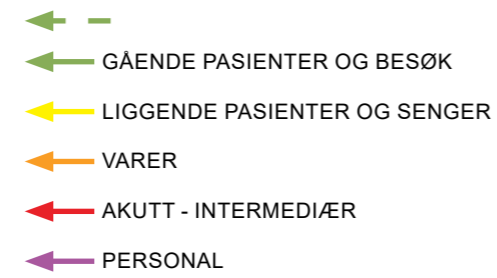 GÅENDE PASIENTER OG BESØK
LIGGENDE PASIENTER OG SENGER
VARER
AKUTT - INTERMEDIÆR
PERSONAL